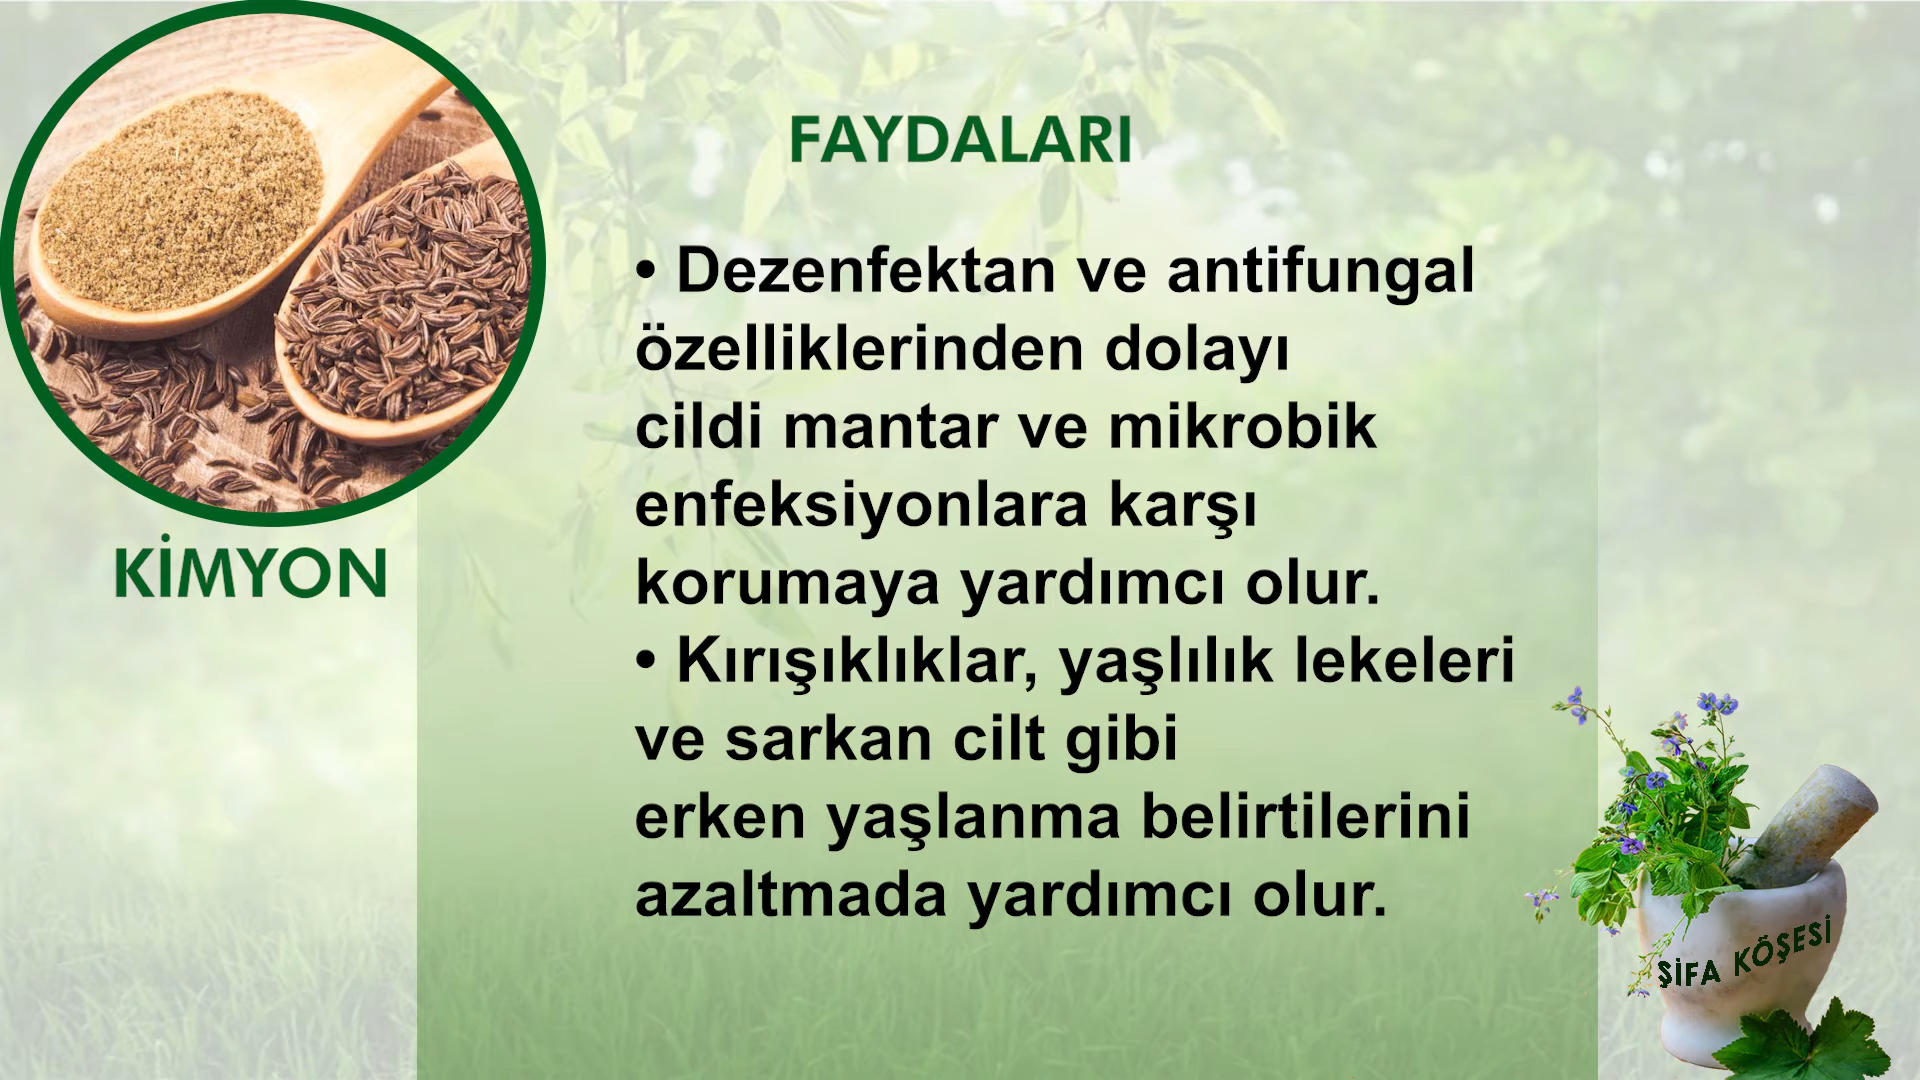 FAYDALARI
• Dezenfektan ve antifungal
özelliklerinden dolayı
cildi mantar ve mikrobik
enfeksiyonlara karşı
korumaya yardımcı olur.
• Kırışıklıklar, yaşlılık lekeleri
ve sarkan cilt gibi
erken yaşlanma belirtilerini
azaltmada yardımcı olur.
KİMYON
ŞİFA KÖŞESİ